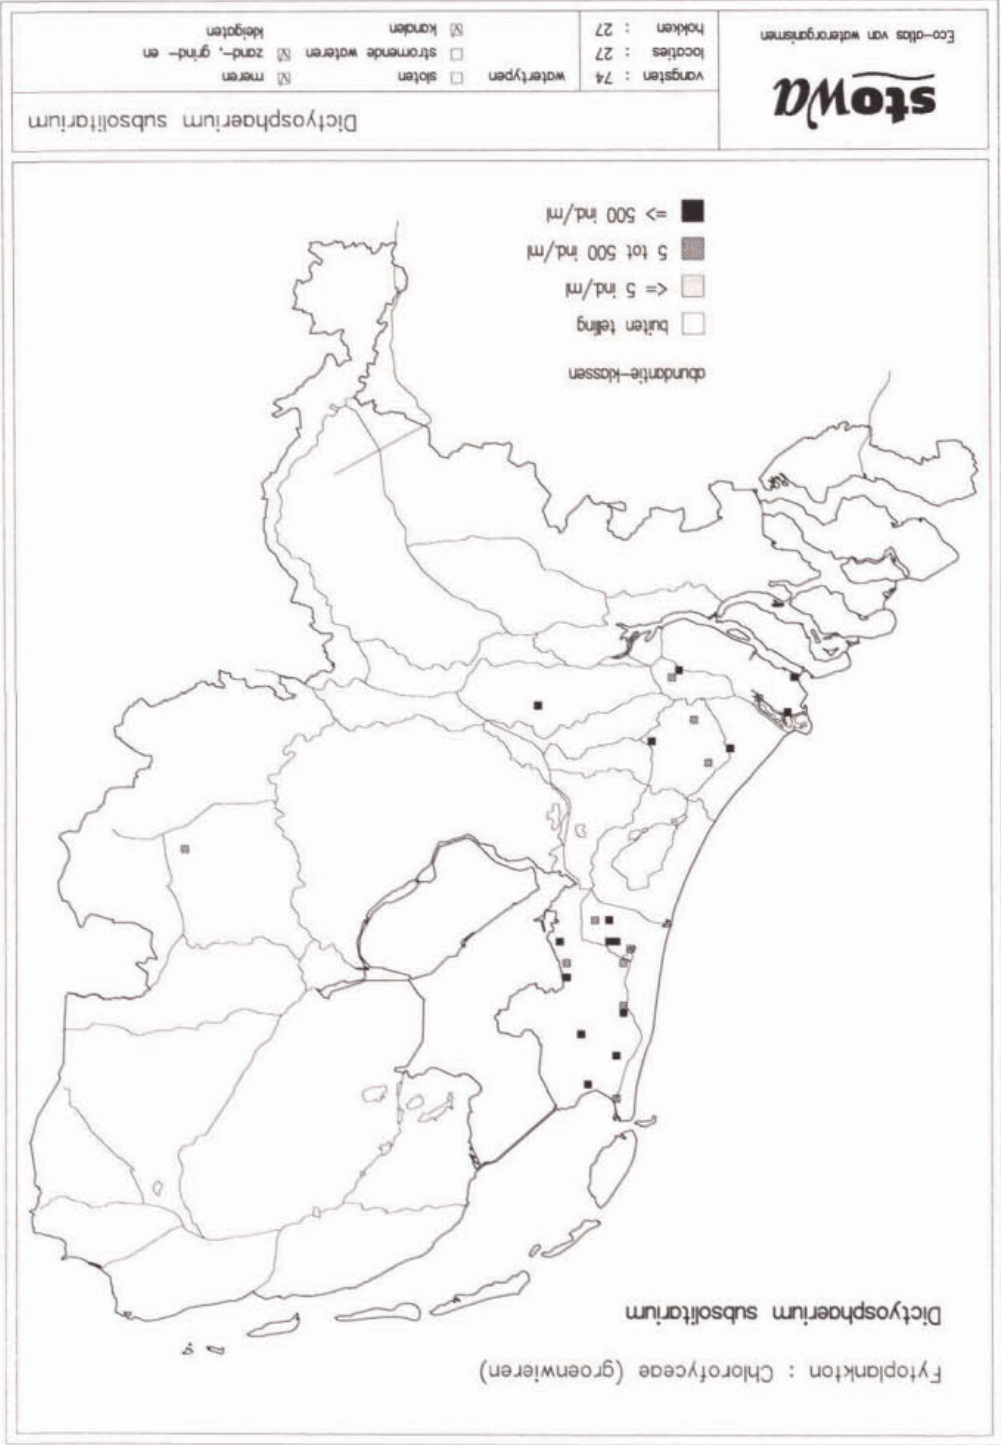 Fytoplankton : Chlorofyceae (groenwieren)
Dictyosphaerium subsolitarium
abundantie-klassen
buiten telling
<= 5 ind./ml
5 tot 500 ind./ml
=> 500 ind./ml
stowa
Eco-atlas van waterorganismen
Dictyosphaerium subsolitarium
vangsten : 74
locaties : 27
hokken : 27
watertypen
sloten
stromende wateren
kanalen
meren
zand-, grind- en
kleigaten